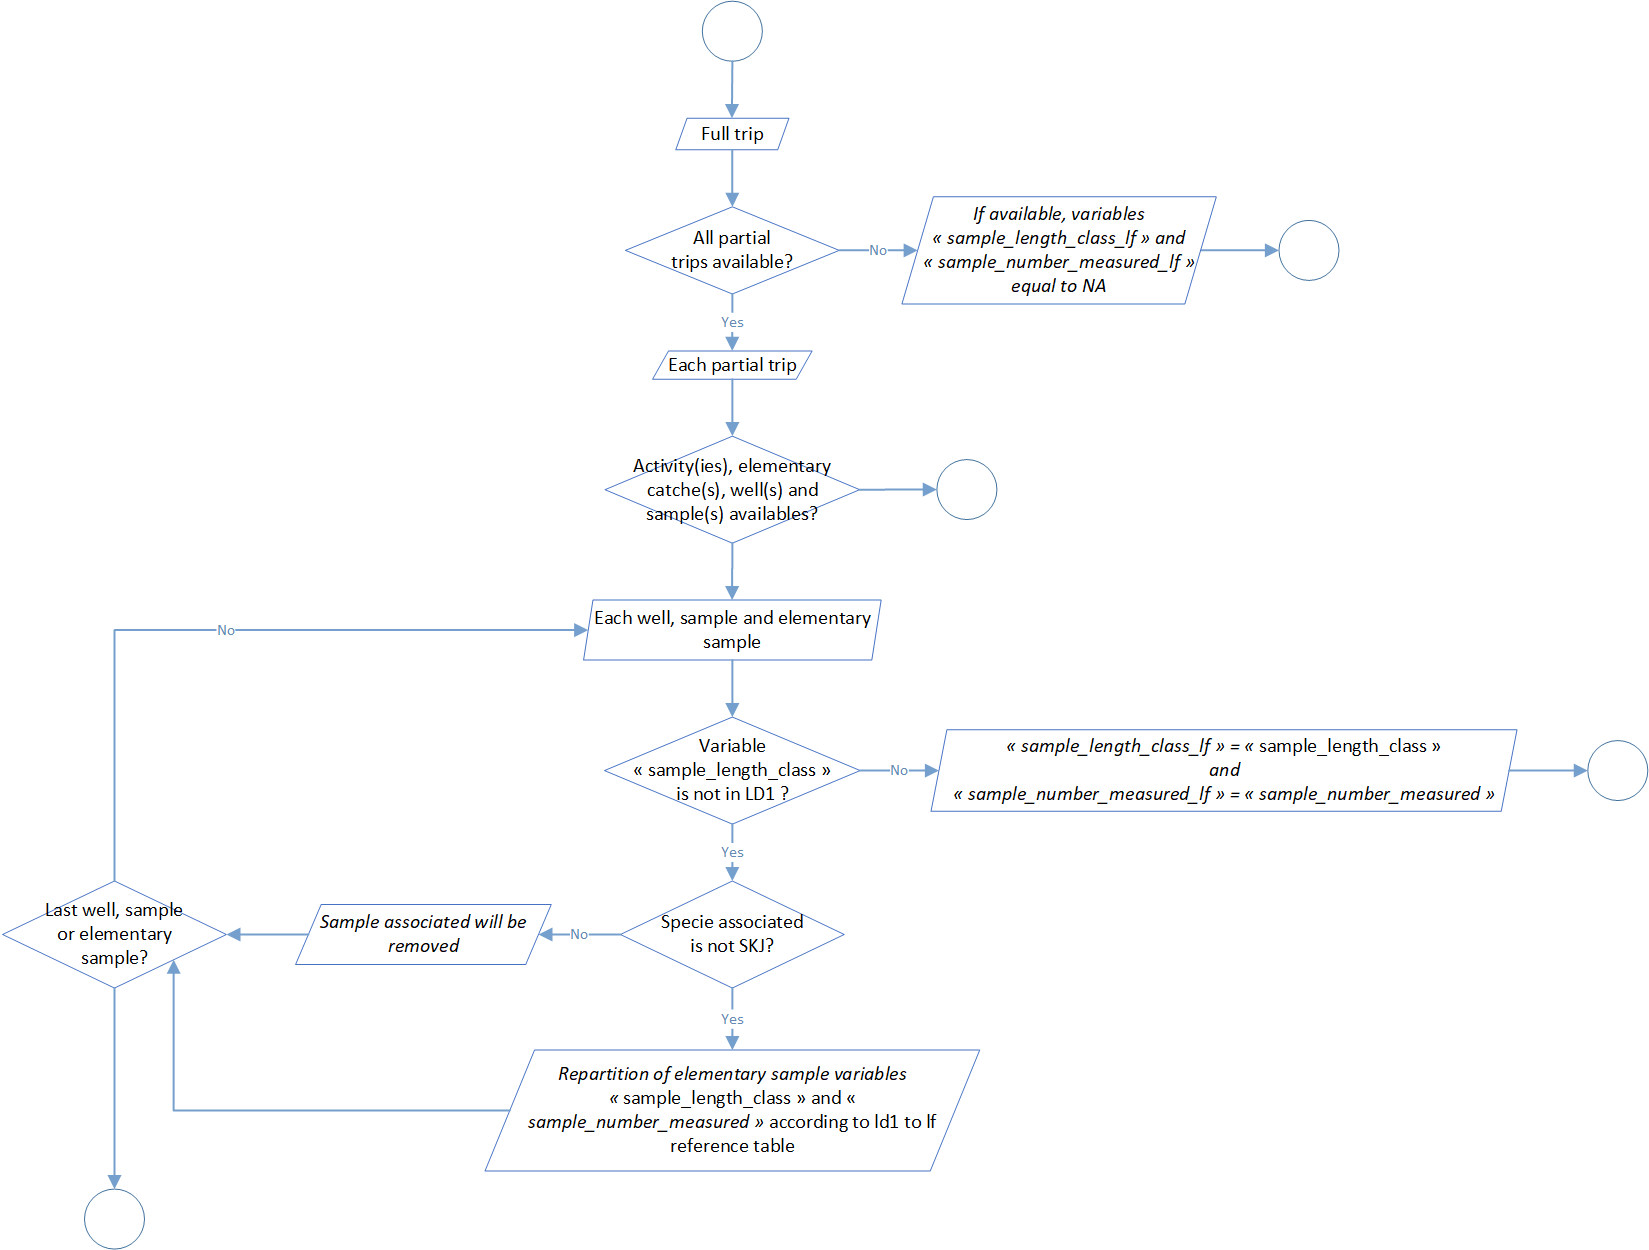 Full trip
All partial
trips available?
No
If available, variables
« sample_length_class_lf » and
« sample_number_measured_lf »
equal to NA
Yes
Each partial trip
Activity(ies), elementary
catche(s), well(s) and
sample(s) availables?
Each well, sample and elementary
sample
No
Variable
« sample_length_class »
is not in LD1 ?
No
« sample_length_class_lf » = « sample_length_class »
and
« sample_number_measured_lf » = « sample_number_measured »
Yes
Specie associated
is not SKJ?
No
Sample associated will be
removed
Last well, sample
or elementary
sample?
Yes
Repartition of elementary sample variables
« sample_length_class » and «
sample_number_measured » according to ld1 to lf
reference table